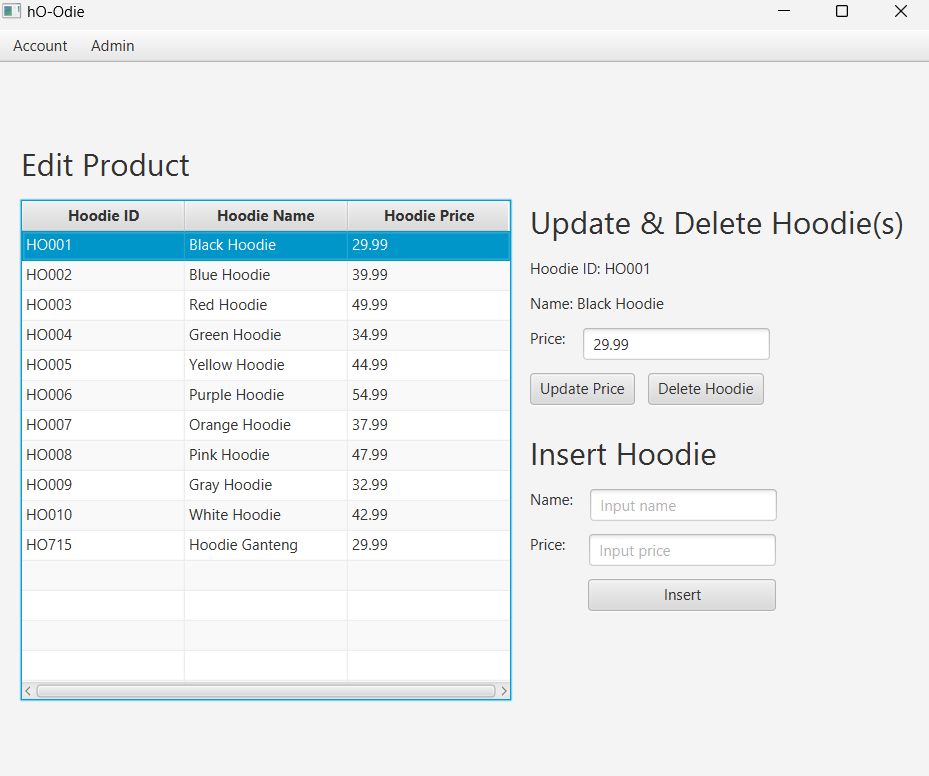 hO-Odie
Account Admin
Edit Product
Hoodie ID Hoodie Name Hoodie Price
HO001 Black Hoodie 29.99
HO002 Blue Hoodie 39.99
HO003 Red Hoodie 49.99
HO004 Green Hoodie 34.99
HO005 Yellow Hoodie 44.99
HO006 Purple Hoodie 54.99
HO007 Orange Hoodie 37.99
HO008 Pink Hoodie 47.99
HO009 Gray Hoodie 32.99
HO010 White Hoodie 42.99
HO715 Hoodie Ganteng 29.99
Update & Delete Hoodie(s)
Hoodie ID: HO001
Name: Black Hoodie
Price: 29.99
Update Price Delete Hoodie
Insert Hoodie
Name: Input name
Price: Input price
Insert